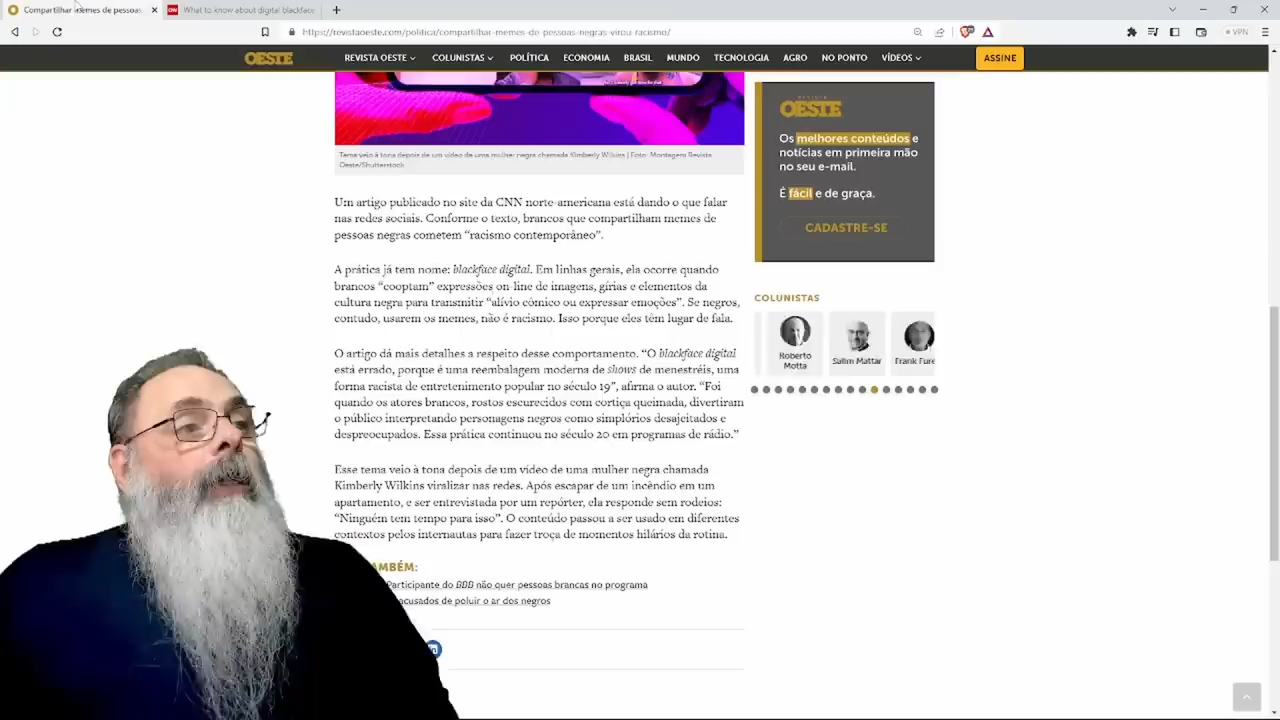 Compartilhar memes de pessoas
What to know about digital blackface
https://revistaoeste.com/politica/compartilhar-memes-de-pessoas-negras-virou-racismo/
VPN
OESTE
REVISTA OESTE
COLUNISTAS
POLÍTICA
ECONOMIA
BRASIL
MUNDO
TECNOLOGIA
AGRO
NO PONTO
VÍDEOS
ASSINE
Tema veio à tona depois de um vídeo de uma mulher negra chamada Kimberly Wilkins | Foto: Montagem Revista
Oeste/Shutterstock
Um artigo publicado no site da CNN norte-americana está dando o que falar
nas redes sociais. Conforme o texto, brancos que compartilham memes de
pessoas negras cometem “racismo contemporâneo”.
A prática já tem nome: blackface digital. Em linhas gerais, ela ocorre quando
brancos “cooptam” expressões on-line de imagens, gírias e elementos da
cultura negra para transmitir “alívio cômico ou expressar emoções”. Se negros,
contudo, usarem os memes, não é racismo. Isso porque eles têm lugar de fala.
O artigo dá mais detalhes a respeito desse comportamento. “O blackface digital
está errado, porque é uma reembalagem moderna de shows de menestréis, uma
forma racista de entretenimento popular no século 19”, afirma o autor. “Foi
quando os atores brancos, rostos escurecidos com cortiça queimada, divertiram
o público interpretando personagens negros como simplórios desajeitados e
despreocupados. Essa prática continuou no século 20 em programas de rádio.”
Esse tema veio à tona depois de um vídeo de uma mulher negra chamada
Kimberly Wilkins viralizar nas redes. Após escapar de um incêndio em um
apartamento, e ser entrevistada por um repórter, ela responde sem rodeios:
“Ninguém tem tempo para isso”. O conteúdo passou a ser usado em diferentes
contextos pelos internautas para fazer troça de momentos hilários da rotina.
AMBÉM:
Participante do BBB não quer pessoas brancas no programa
acusados de poluir o ar dos negros
REVISTA
OESTE
Os melhores conteúdos e
notícias em primeira mão
no seu e-mail.
É fácil e de graça.
CADASTRE-SE
COLUNISTAS
Roberto
Motta
Salim Mattar
Frank Fure